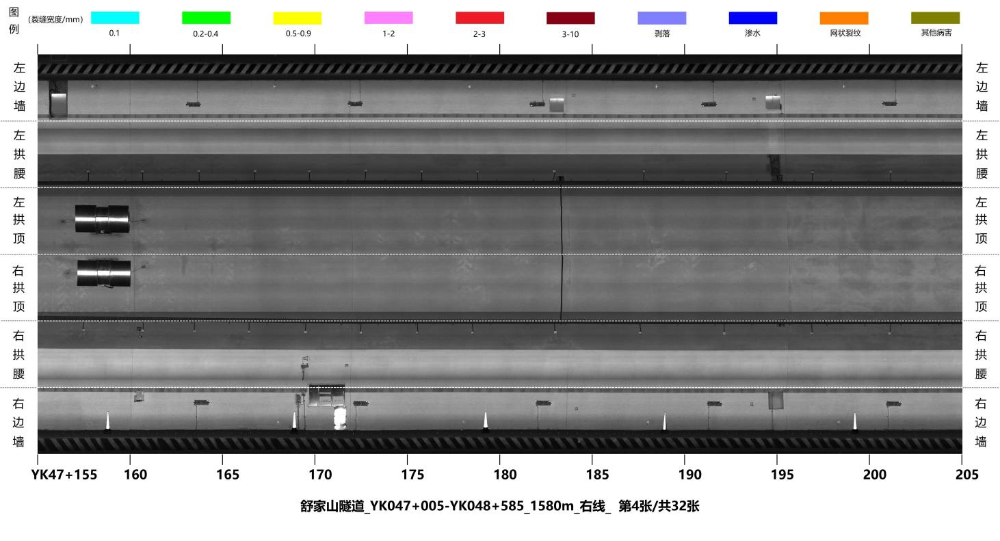 图例
(裂缝宽度/mm)
0.1 0.2-0.4 0.5-0.9 1-2 2-3 3-10 剥落 渗水 网状裂纹 其他病害
左边墙 左边墙
左拱腰 左拱腰
左拱顶 左拱顶
右拱顶 右拱顶
右拱腰 右拱腰
右边墙 右边墙
YK47+155 160 165 170 175 180 185 190 195 200 205
舒家山隧道_YK047+005-YK048+585_1580m_右线_ 第4张/共32张